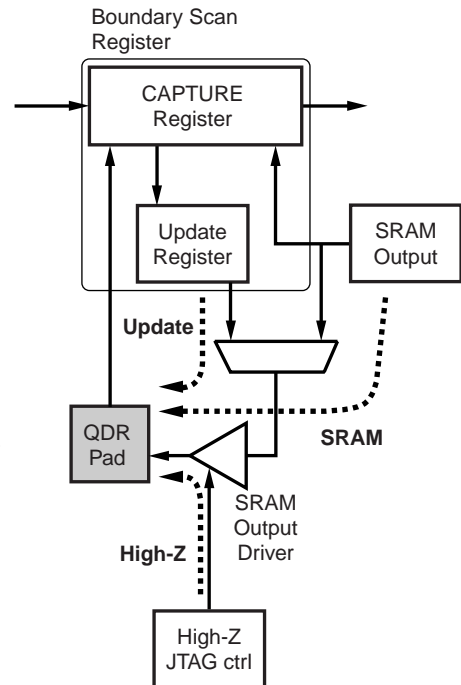 Boundary Scan
Register
CAPTURE
Register
Update
Register
SRAM
Output
Update
SRAM
QDR
Pad
SRAM
Output
Driver
High-Z
High-Z
JTAG ctrl